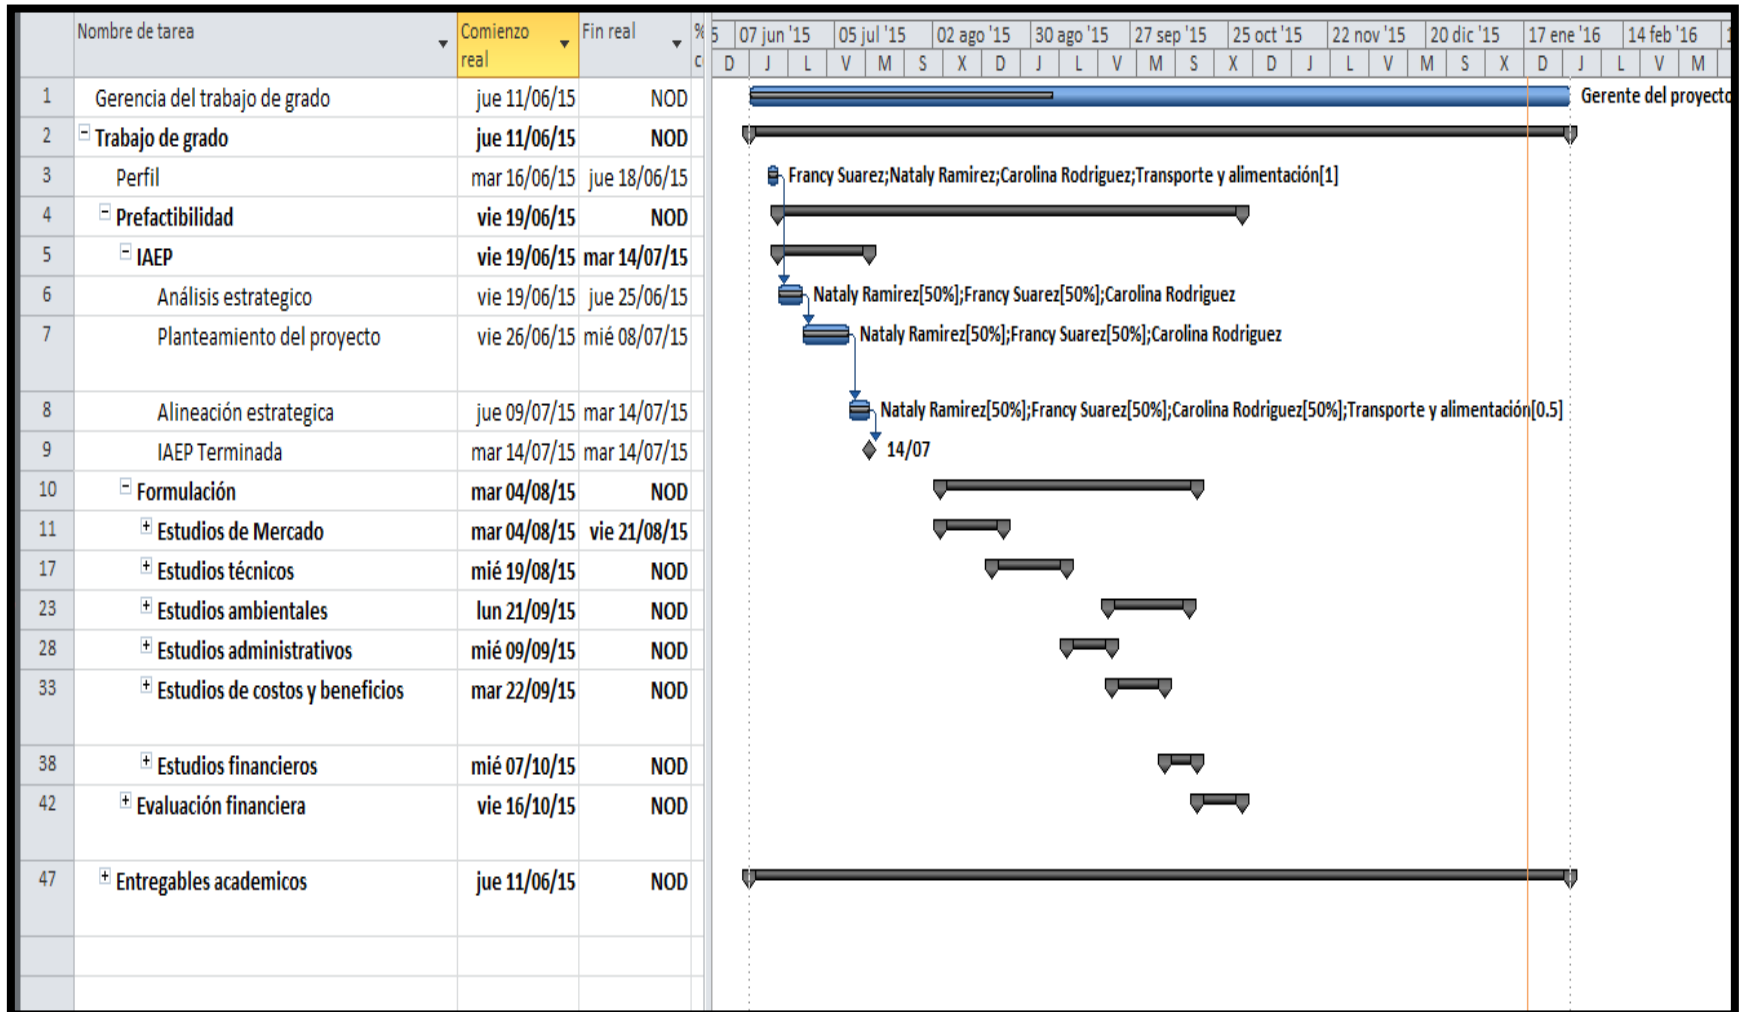 Nombre de tarea Comienzo real Fin real %
5 07 jun '15 05 jul '15 02 ago '15 30 ago '15 27 sep '15 25 oct '15 22 nov '15 20 dic '15 17 ene '16 14 feb '16
D J L V M S X D J L V M S X D J L V M S X D J L V M
1 Gerencia del trabajo de grado jue 11/06/15 NOD Gerente del proyecto
2 Trabajo de grado jue 11/06/15 NOD
3 Perfil mar 16/06/15 jue 18/06/15 Francy Suarez;Nataly Ramirez;Carolina Rodriguez;Transporte y alimentación[1]
4 Prefactibilidad vie 19/06/15 NOD
5 IAEP vie 19/06/15 mar 14/07/15
6 Análisis estrategico vie 19/06/15 jue 25/06/15 Nataly Ramirez[50%];Francy Suarez[50%];Carolina Rodriguez
7 Planteamiento del proyecto vie 26/06/15 mié 08/07/15 Nataly Ramirez[50%];Francy Suarez[50%];Carolina Rodriguez
8 Alineación estrategica jue 09/07/15 mar 14/07/15 Nataly Ramirez[50%];Francy Suarez[50%];Carolina Rodriguez[50%];Transporte y alimentación[0.5]
9 IAEP Terminada mar 14/07/15 mar 14/07/15 14/07
10 Formulación mar 04/08/15 NOD
11 Estudios de Mercado mar 04/08/15 vie 21/08/15
17 Estudios técnicos mié 19/08/15 NOD
23 Estudios ambientales lun 21/09/15 NOD
28 Estudios administrativos mié 09/09/15 NOD
33 Estudios de costos y beneficios mar 22/09/15 NOD
38 Estudios financieros mié 07/10/15 NOD
42 Evaluación financiera vie 16/10/15 NOD
47 Entregables academicos jue 11/06/15 NOD